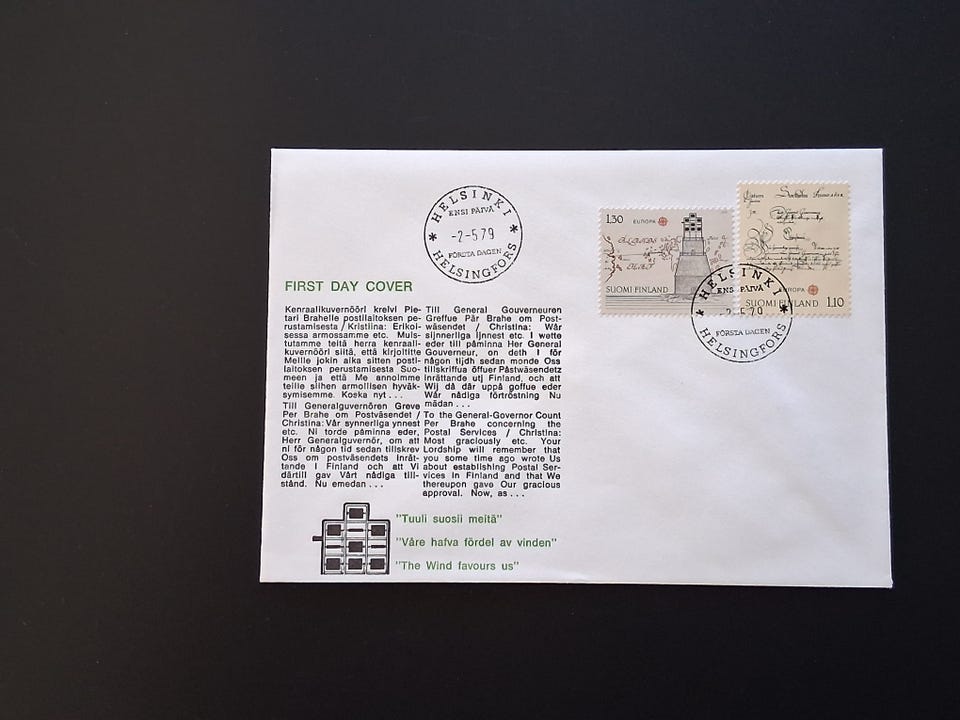 HELSINKI
ENSI PÄIVÄ
-2-5.79
FÖRSTA DAGEN
HELSINGFORS
1.30 EUROPA
SUOMI FINLAND
EUROPA
SUOMI FINLAND 1.10
HELSINKI
ENSI PÄIVÄ
-2-5.79
FÖRSTA DAGEN
HELSINGFORS
FIRST DAY COVER
Kenraalikuvernööri kreivi Pie-
tari Brahelle postilaitoksen pe-
rustamisesta / Kristiina: Erikoi-
sessa armossamme etc. Muis-
tutamme teitä herra kenraali-
kuvernööri siitä, että kirjoititte
Meille jokin aika sitten posti-
laitoksen perustamisesta Suo-
meen ja että Me annoimme
teille siihen armollisen hyväk-
symisemme. Koska nyt...
Till Generalguvernören Greve
Per Brahe om Postväsendet /
Christina: Vår synnerliga ynnest
etc. Ni torde påminna eder,
Herr Generalguvernör, om att
ni för någon tid sedan tillskrev
Oss om postväsendets inrät-
tande i Finland och att Vi
därtill gav Vårt nådiga till-
stånd. Nu emedan...
Till General Gouverneuren
Greffue Pär Brahe om Post-
wäsendet / Christina: Wår
sijnnerliga ijnnest etc. I wette
eder till påminna Her General
Gouverneur, on deth I för
någon tijdh sedan monde Oss
tillskriffua öffuer Påstwäsendetz
inrättande utj Finland, och att
Wij då där uppå goffue eder
Wår nådiga förtröstning Nu
mädan...
To the General-Governor Count
Per Brahe concerning the
Postal Services / Christina:
Most graciously etc. Your
Lordship will remember that
you some time ago wrote Us
about establishing Postal Ser-
vices in Finland and that We
thereupon gave Our gracious
approval. Now, as...
"Tuuli suosii meitä"
"Våre hafva fördel av vinden"
"The Wind favours us"